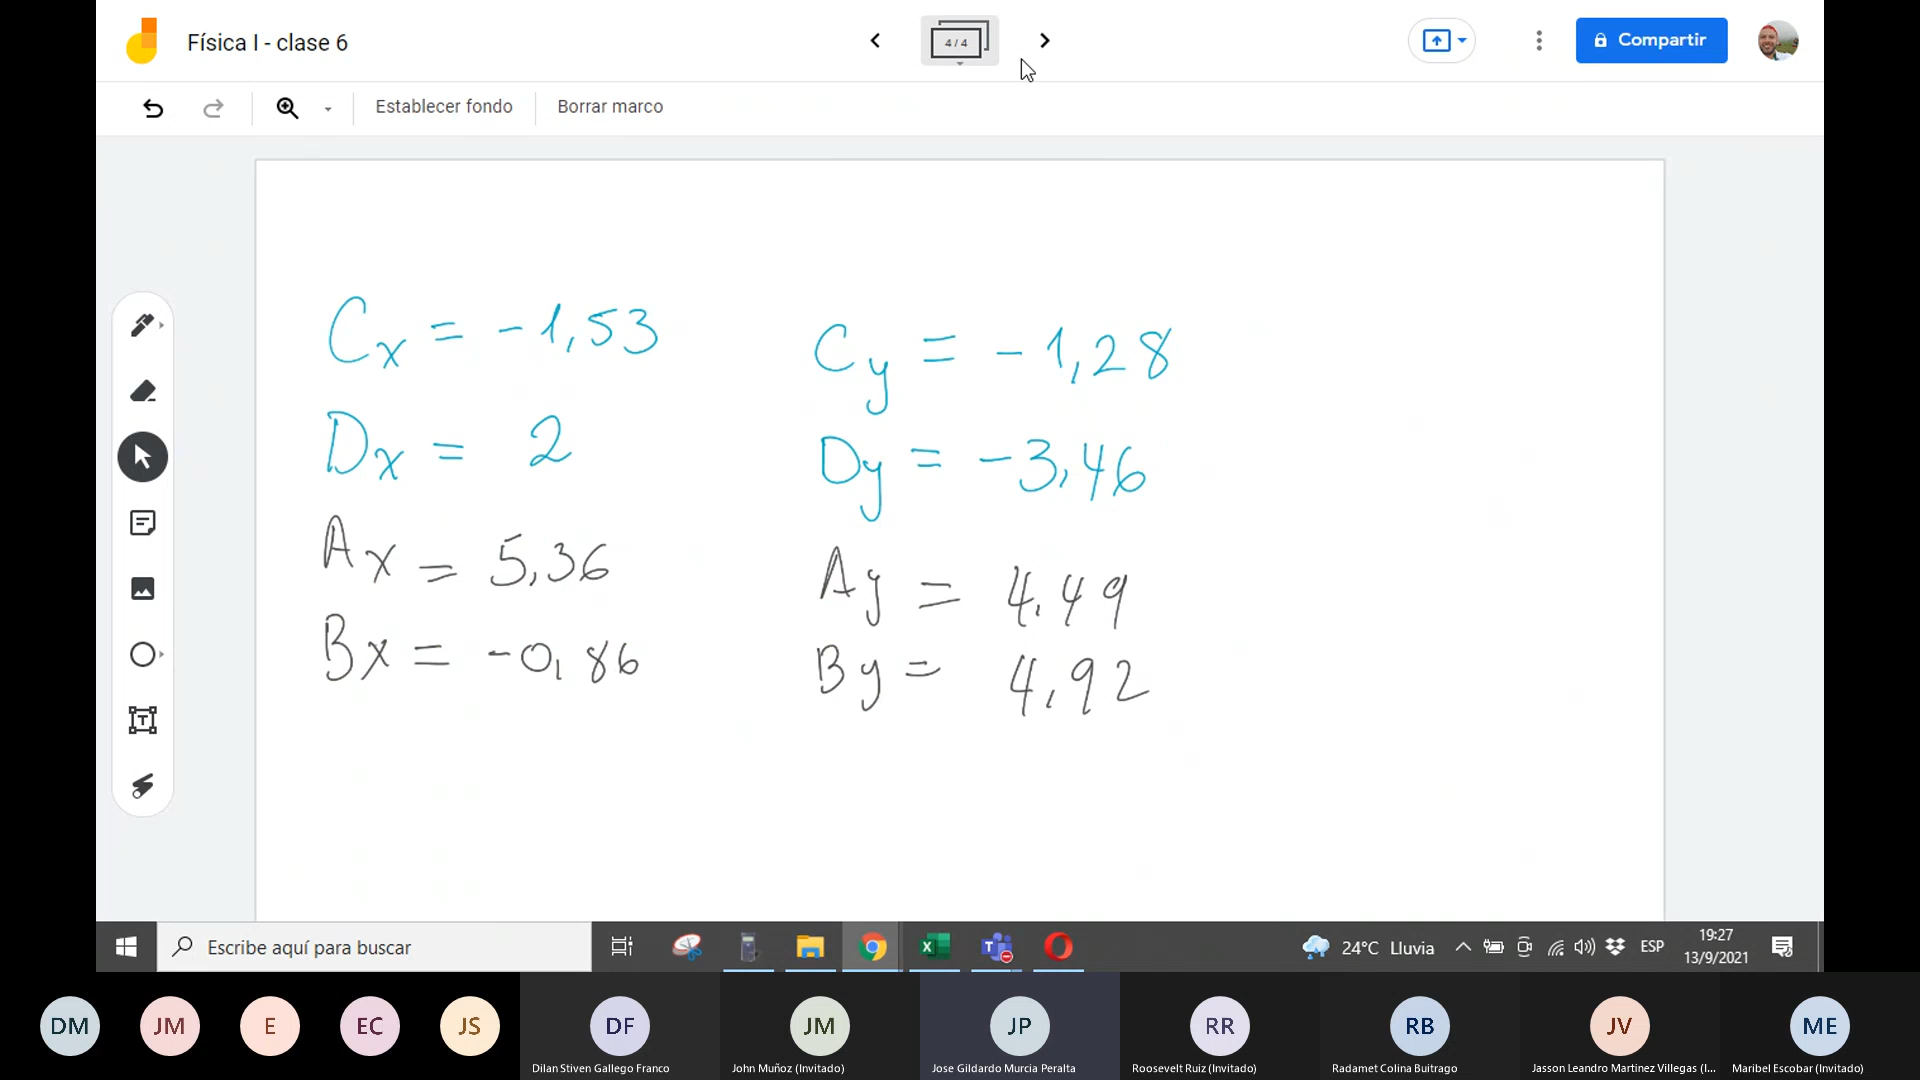 Física I - clase 6
4 / 4
Compartir
Establecer fondo
Borrar marco
Cx = -1,53
Cy = -1,28
Dx = 2
Dy = -3,46
Ax = 5,36
Ay = 4,49
Bx = -0,86
By = 4,92
Escribe aquí para buscar
24°C Lluvia
ESP
19:27
13/9/2021
DM
JM
E
EC
JS
DF
JM
JP
RR
RB
JV
ME
Dilan Stiven Gallego Franco
John Muñoz (Invitado)
Jose Gildardo Murcia Peralta
Roosevelt Ruiz (Invitado)
Radamet Colina Buitrago
Jasson Leandro Martinez Villegas (I...
Maribel Escobar (Invitado)